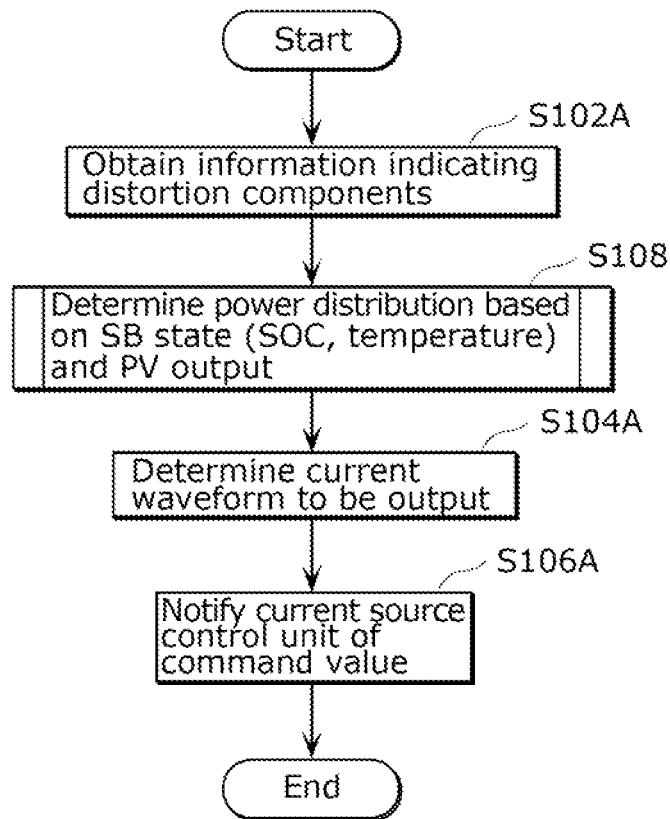 Start
S102A
Obtain information indicating
distortion components
S108
Determine power distribution based
on SB state (SOC, temperature)
and PV output
S104A
Determine current
waveform to be output
S106A
Notify current source
control unit of
command value
End